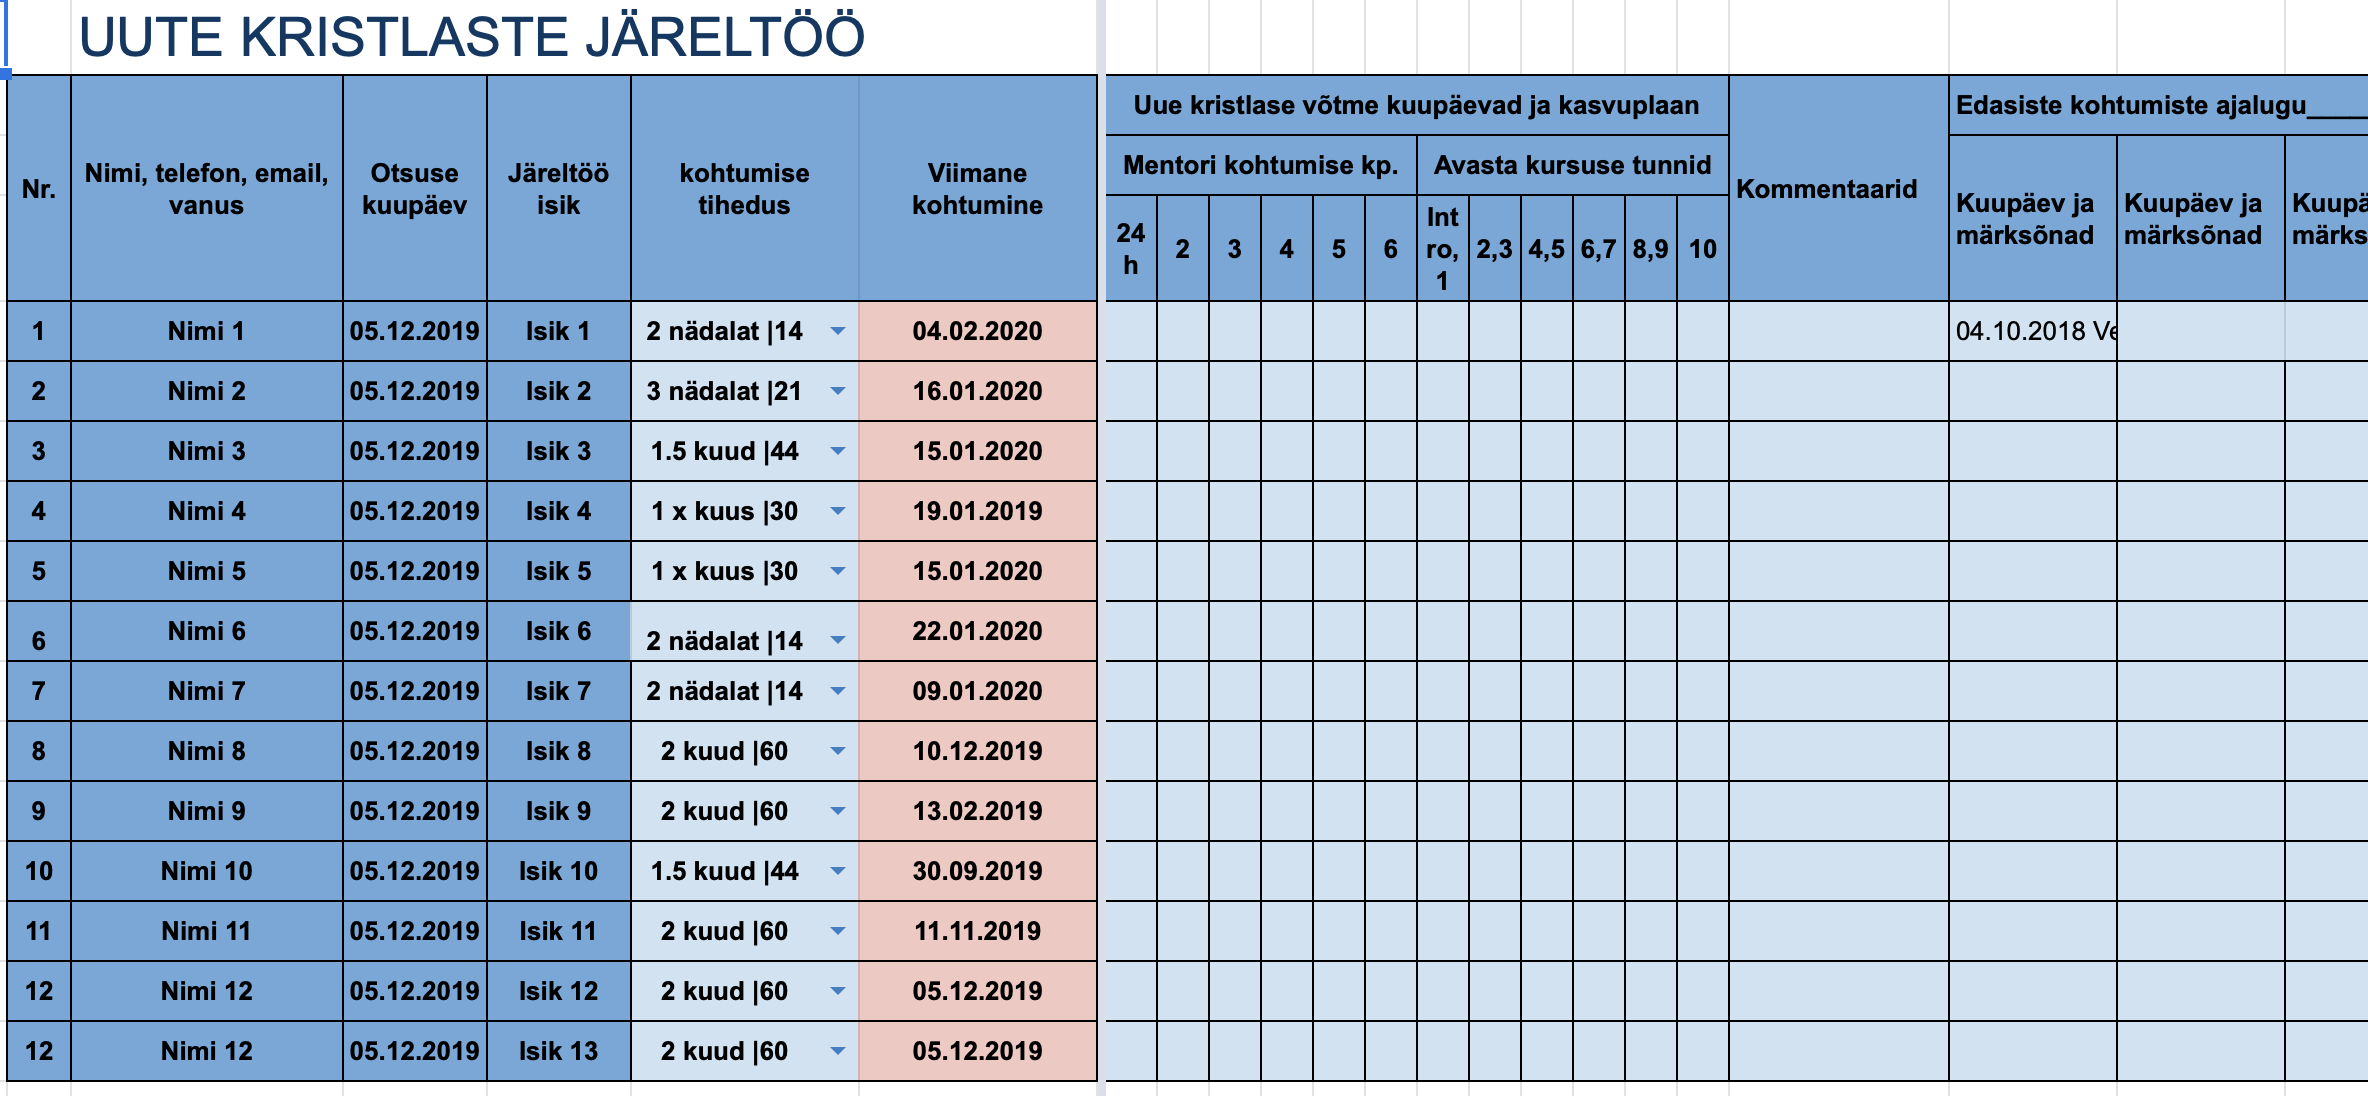 UUTE KRISTLASTE JÄRELTÖÖ
Nr.
Nimi, telefon, email,
vanus
Otsuse
kuupäev
Järeltöö
isik
kohtumise
tihedus
Viimane
kohtumine
Uue kristlase võtme kuupäevad ja kasvuplaan
Mentori kohtumise kp.
Avasta kursuse tunnid
24
h
2
3
4
5
6
Int
ro,
1
2,3
4,5
6,7
8,9
10
Kommentaarid
Edasiste kohtumiste ajalugu_____
Kuupäev ja
märksõnad
Kuupäev ja
märksõnad
Kuupä
märks
1 Nimi 1 05.12.2019 Isik 1 2 nädalat |14 04.02.2020 04.10.2018 Ve
2 Nimi 2 05.12.2019 Isik 2 3 nädalat |21 16.01.2020
3 Nimi 3 05.12.2019 Isik 3 1.5 kuud |44 15.01.2020
4 Nimi 4 05.12.2019 Isik 4 1 x kuus |30 19.01.2019
5 Nimi 5 05.12.2019 Isik 5 1 x kuus |30 15.01.2020
6 Nimi 6 05.12.2019 Isik 6 2 nädalat |14 22.01.2020
7 Nimi 7 05.12.2019 Isik 7 2 nädalat |14 09.01.2020
8 Nimi 8 05.12.2019 Isik 8 2 kuud |60 10.12.2019
9 Nimi 9 05.12.2019 Isik 9 2 kuud |60 13.02.2019
10 Nimi 10 05.12.2019 Isik 10 1.5 kuud |44 30.09.2019
11 Nimi 11 05.12.2019 Isik 11 2 kuud |60 11.11.2019
12 Nimi 12 05.12.2019 Isik 12 2 kuud |60 05.12.2019
12 Nimi 12 05.12.2019 Isik 13 2 kuud |60 05.12.2019